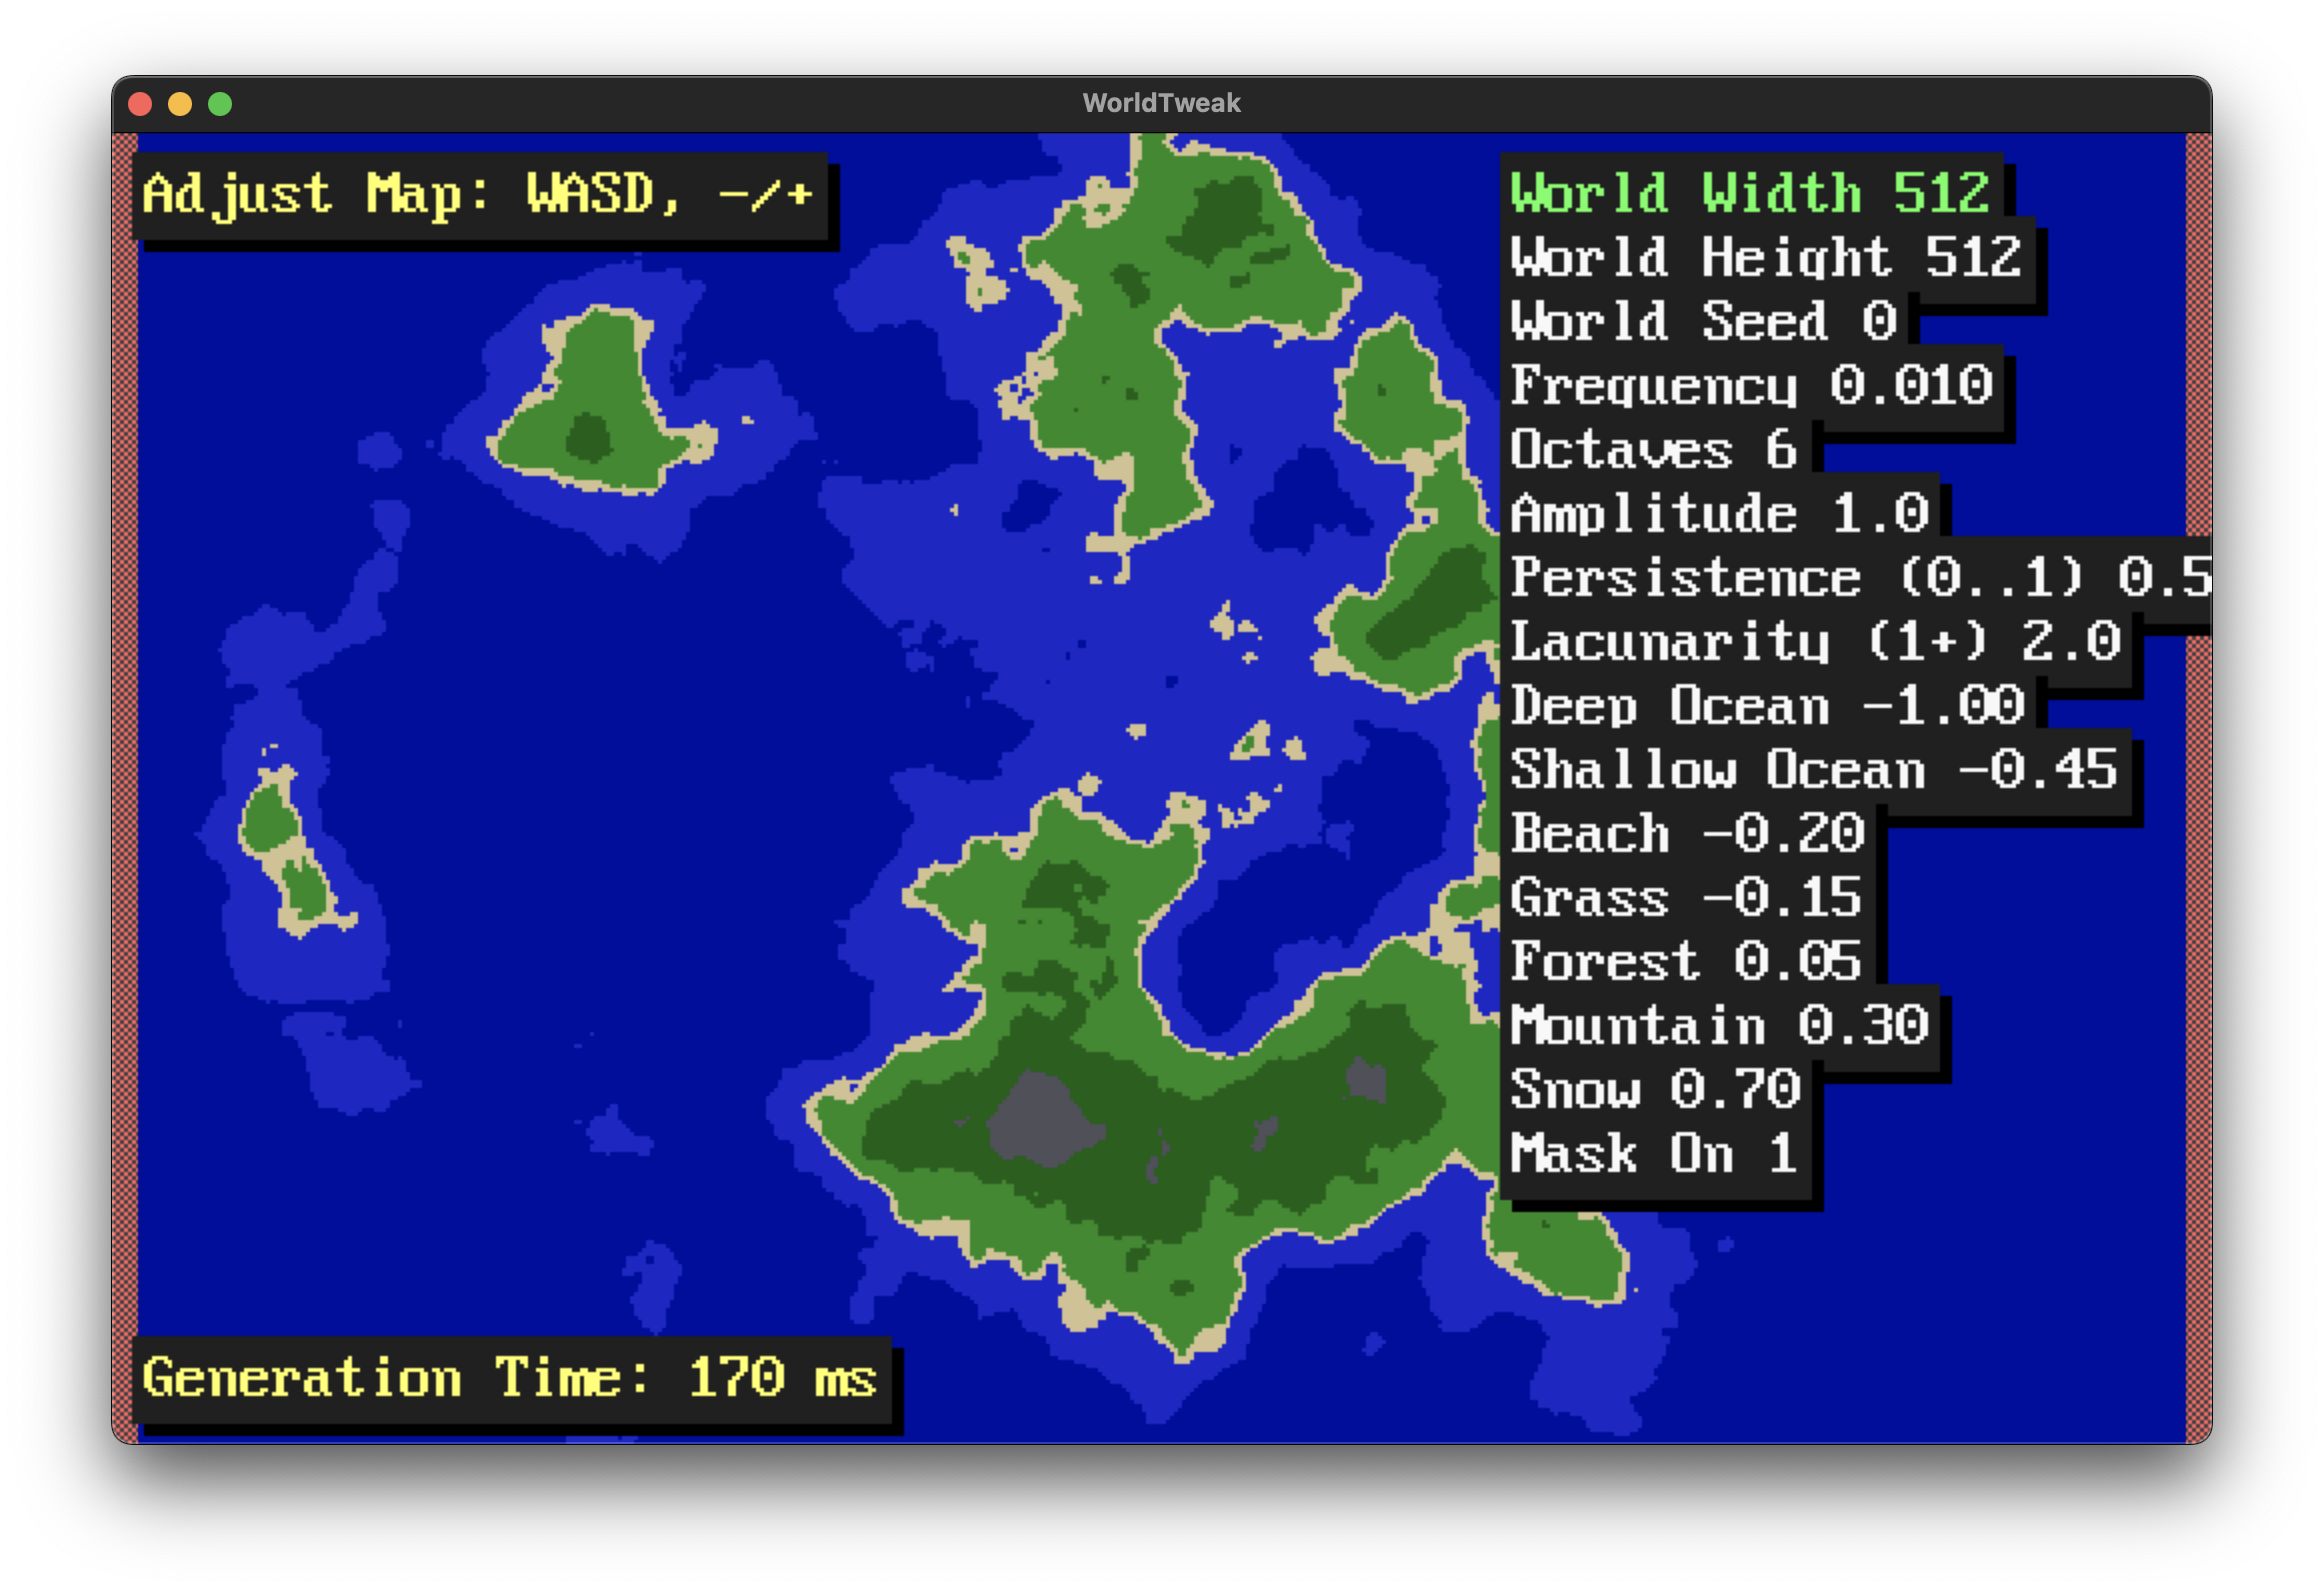 WorldTweak
Adjust Map: WASD, -/+
World Width 512
World Height 512
World Seed 0
Frequency 0.010
Octaves 6
Amplitude 1.0
Persistence (0..1) 0.5
Lacunarity (1+) 2.0
Deep Ocean -1.00
Shallow Ocean -0.45
Beach -0.20
Grass -0.15
Forest 0.05
Mountain 0.30
Snow 0.70
Mask On 1
Generation Time: 170 ms